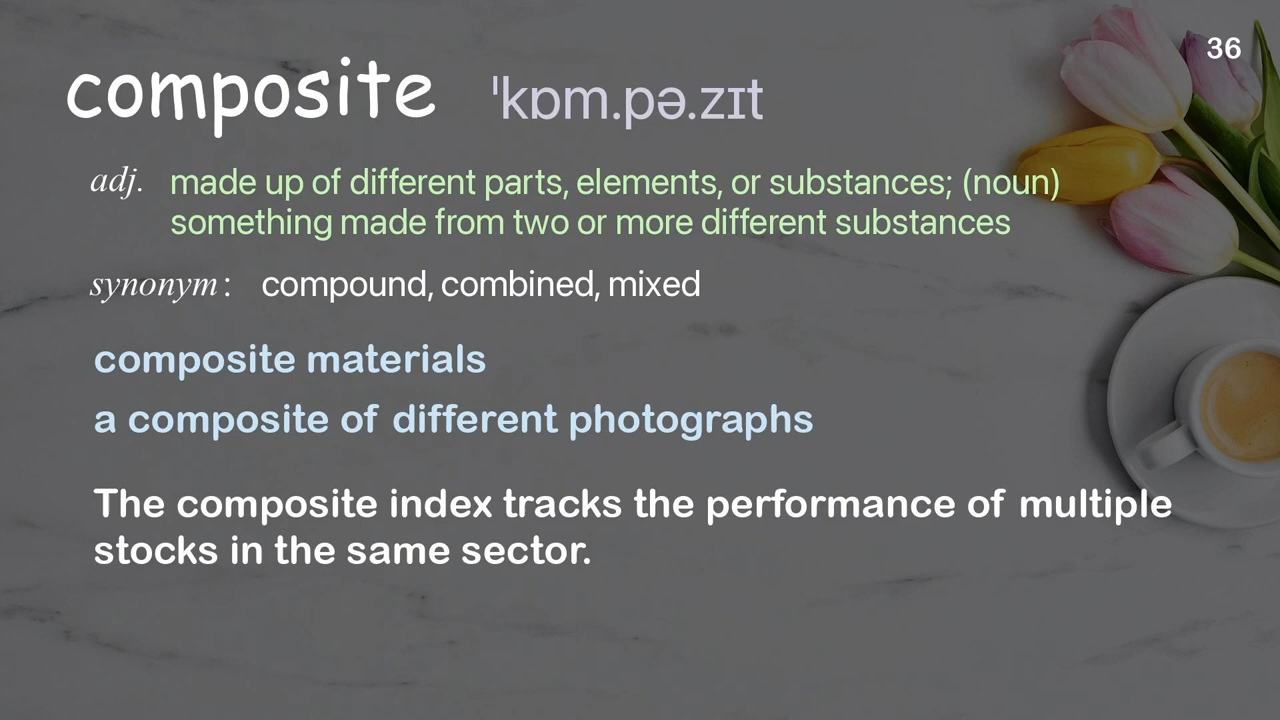 36
composite ˈkɒm.pə.zɪt
adj. made up of different parts, elements, or substances; (noun)
something made from two or more different substances
synonym : compound, combined, mixed
composite materials
a composite of different photographs
The composite index tracks the performance of multiple
stocks in the same sector.